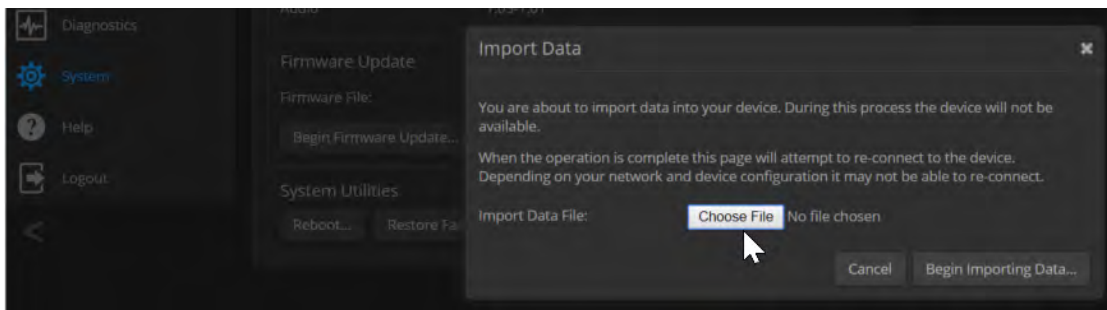 Diagnostics
System
Help
Logout
Audio
Firmware Update
Firmware File:
Begin Firmware Update...
System Utilities
Reboot...
Restore Fa
Import Data
You are about to import data into your device. During this process the device will not be
available.
When the operation is complete this page will attempt to re-connect to the device.
Depending on your network and device configuration it may not be able to re-connect.
Import Data File: Choose File No file chosen
Cancel Begin Importing Data...